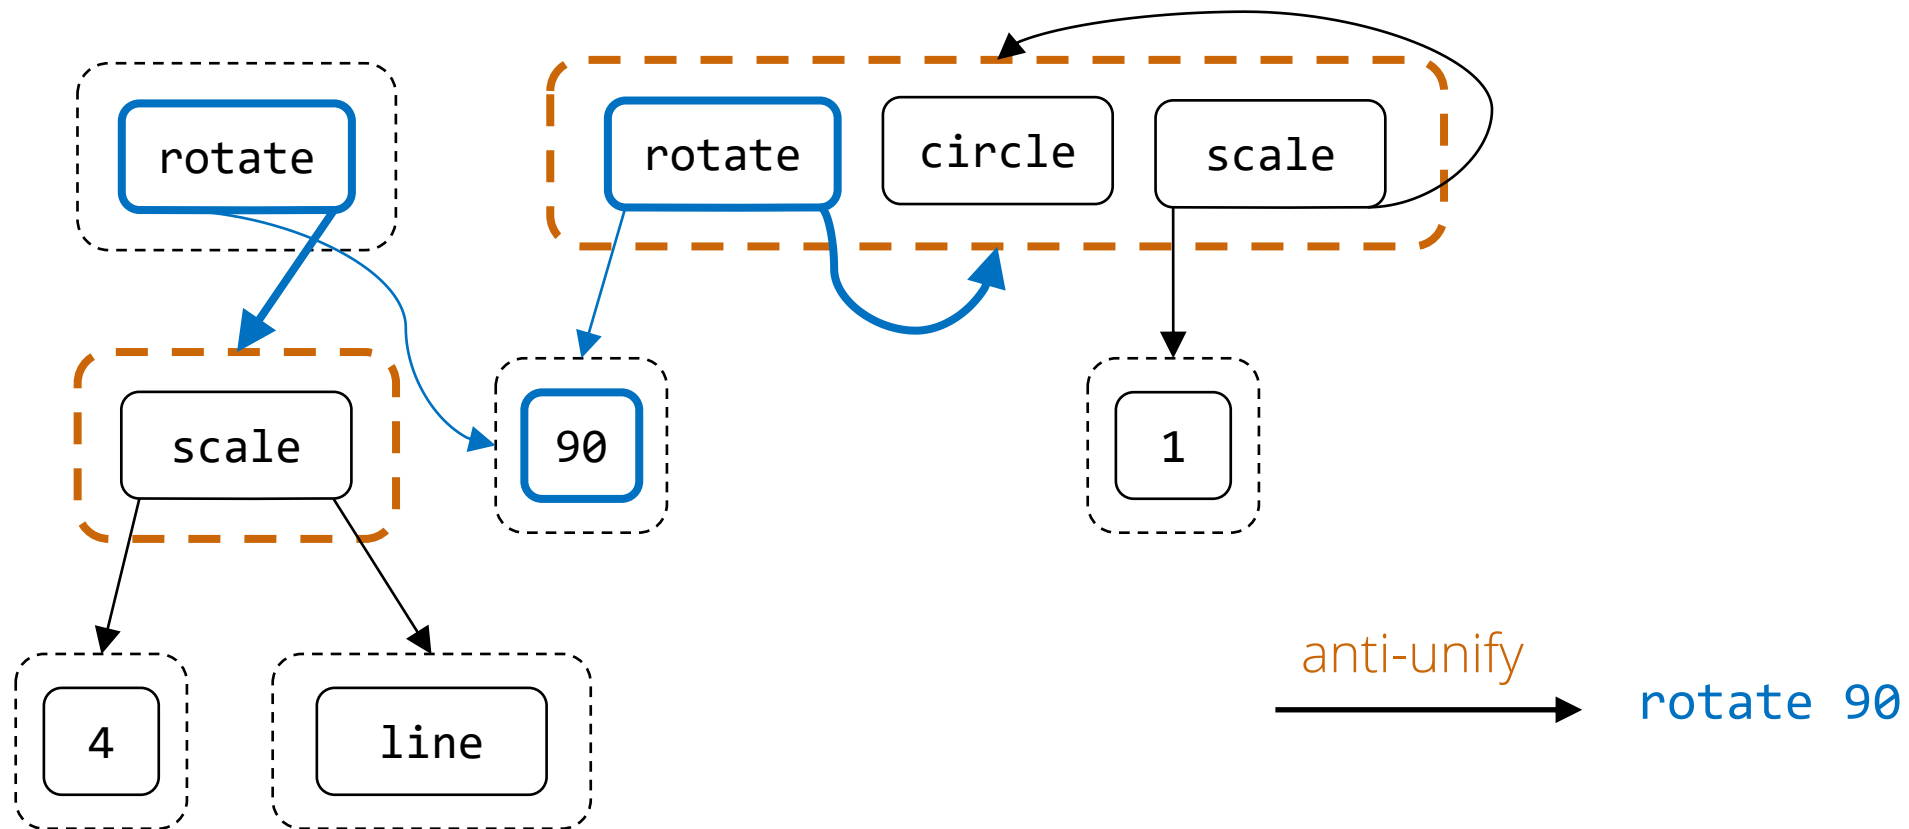 rotate
rotate
circle
scale
scale
90
1
4
line
anti-unify
rotate 90